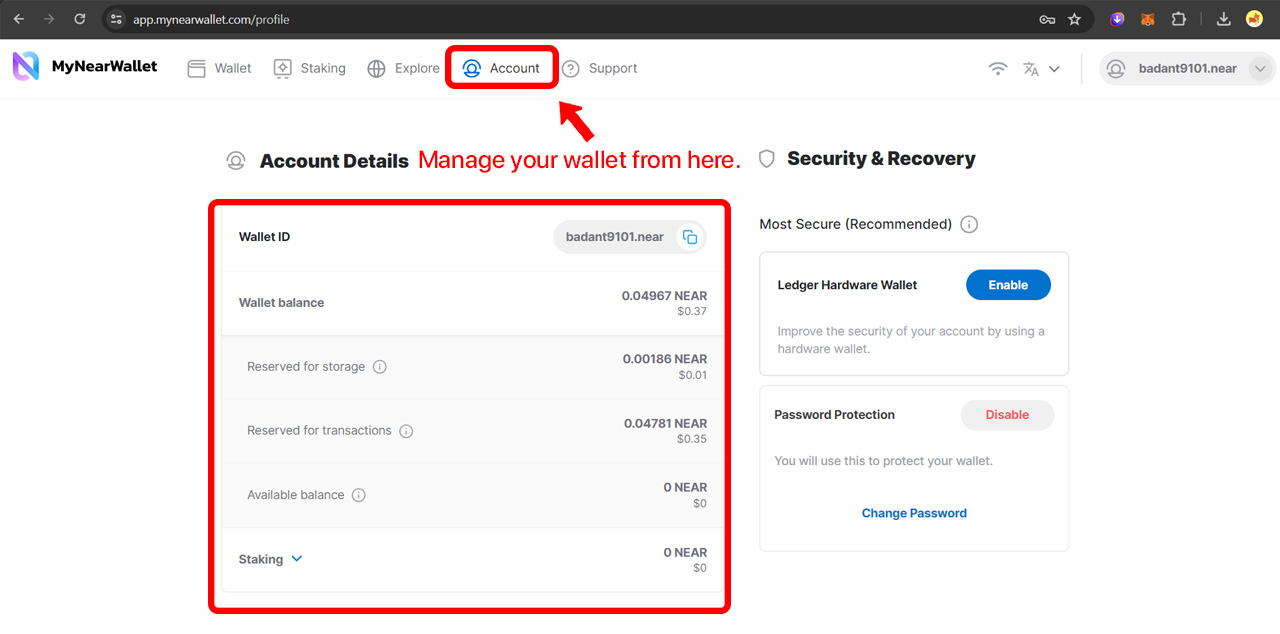 app.mynearwallet.com/profile
MyNearWallet
Wallet
Staking
Explore
Account
Support
badant9101.near
Account Details
Manage your wallet from here.
Security & Recovery
Wallet ID
badant9101.near
Wallet balance
0.04967 NEAR
$0.37
Reserved for storage
0.00186 NEAR
$0.01
Reserved for transactions
0.04781 NEAR
$0.35
Available balance
0 NEAR
$0
Staking
0 NEAR
$0
Most Secure (Recommended)
Ledger Hardware Wallet
Enable
Improve the security of your account by using a
hardware wallet.
Password Protection
Disable
You will use this to protect your wallet.
Change Password